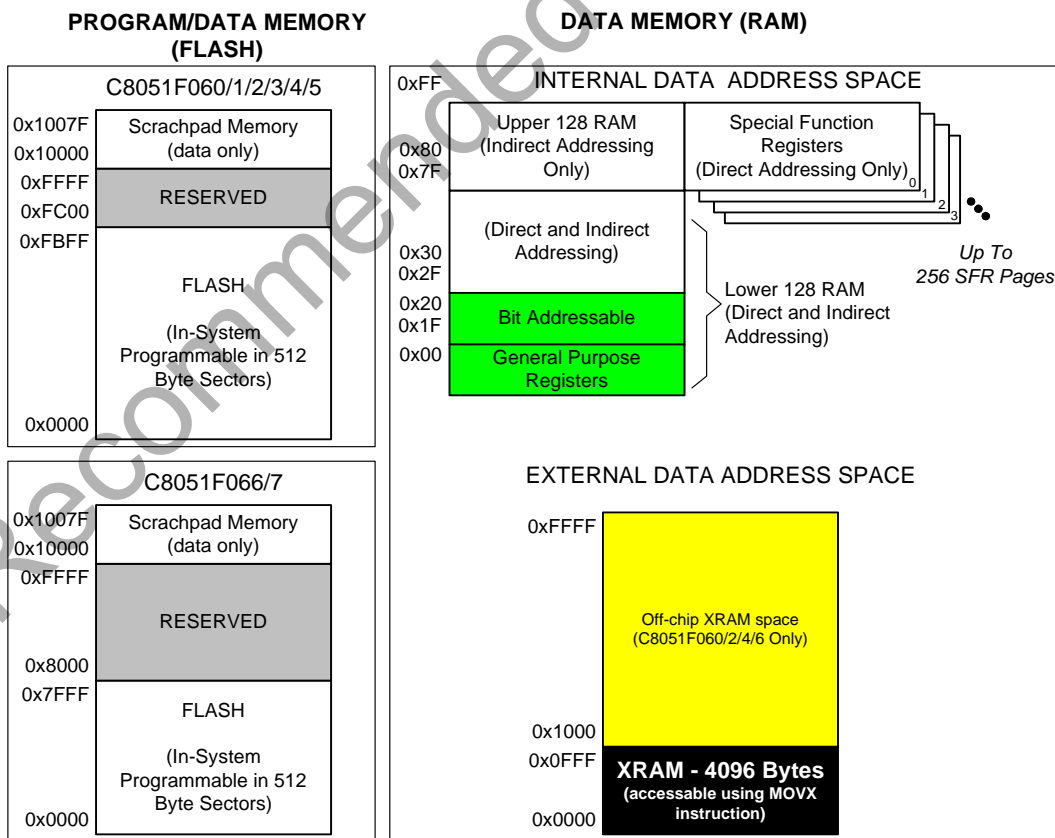 PROGRAM/DATA MEMORY
(FLASH)
C8051F060/1/2/3/4/5
0x1007F
Scrachpad Memory
(data only)
0x10000
0xFFFF
RESERVED
0xFC00
0xFBFF
FLASH
(In-System
Programmable in 512
Byte Sectors)
0x0000
C8051F066/7
0x1007F
Scrachpad Memory
(data only)
0x10000
0xFFFF
RESERVED
0x8000
0x7FFF
FLASH
(In-System
Programmable in 512
Byte Sectors)
0x0000
DATA MEMORY (RAM)
INTERNAL DATA ADDRESS SPACE
0xFF
Upper 128 RAM
(Indirect Addressing
Only)
0x80
0x7F
Special Function
Registers
(Direct Addressing Only)
0
1
2
3
Up To
256 SFR Pages
(Direct and Indirect
Addressing)
0x30
0x2F
Bit Addressable
0x20
0x1F
General Purpose
Registers
0x00
Lower 128 RAM
(Direct and Indirect
Addressing)
EXTERNAL DATA ADDRESS SPACE
0xFFFF
Off-chip XRAM space
(C8051F060/2/4/6 Only)
0x1000
0x0FFF
XRAM - 4096 Bytes
(accessable using MOVX
instruction)
0x0000
Recommended